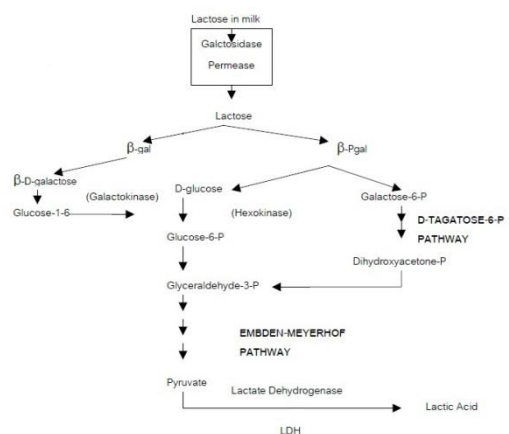 Lactose in milk
Galctosidase
Permease
Lactose
β-gal
β-Pgal
β-D-galactose
(Galactokinase)
D-glucose
(Hexokinase)
Galactose-6-P
Glucose-1-6
D-TAGATOSE-6-P
PATHWAY
Glucose-6-P
Dihydroxyacetone-P
Glyceraldehyde-3-P
EMBDEN-MEYERHOF
PATHWAY
Pyruvate
Lactate Dehydrogenase
Lactic Acid
LDH